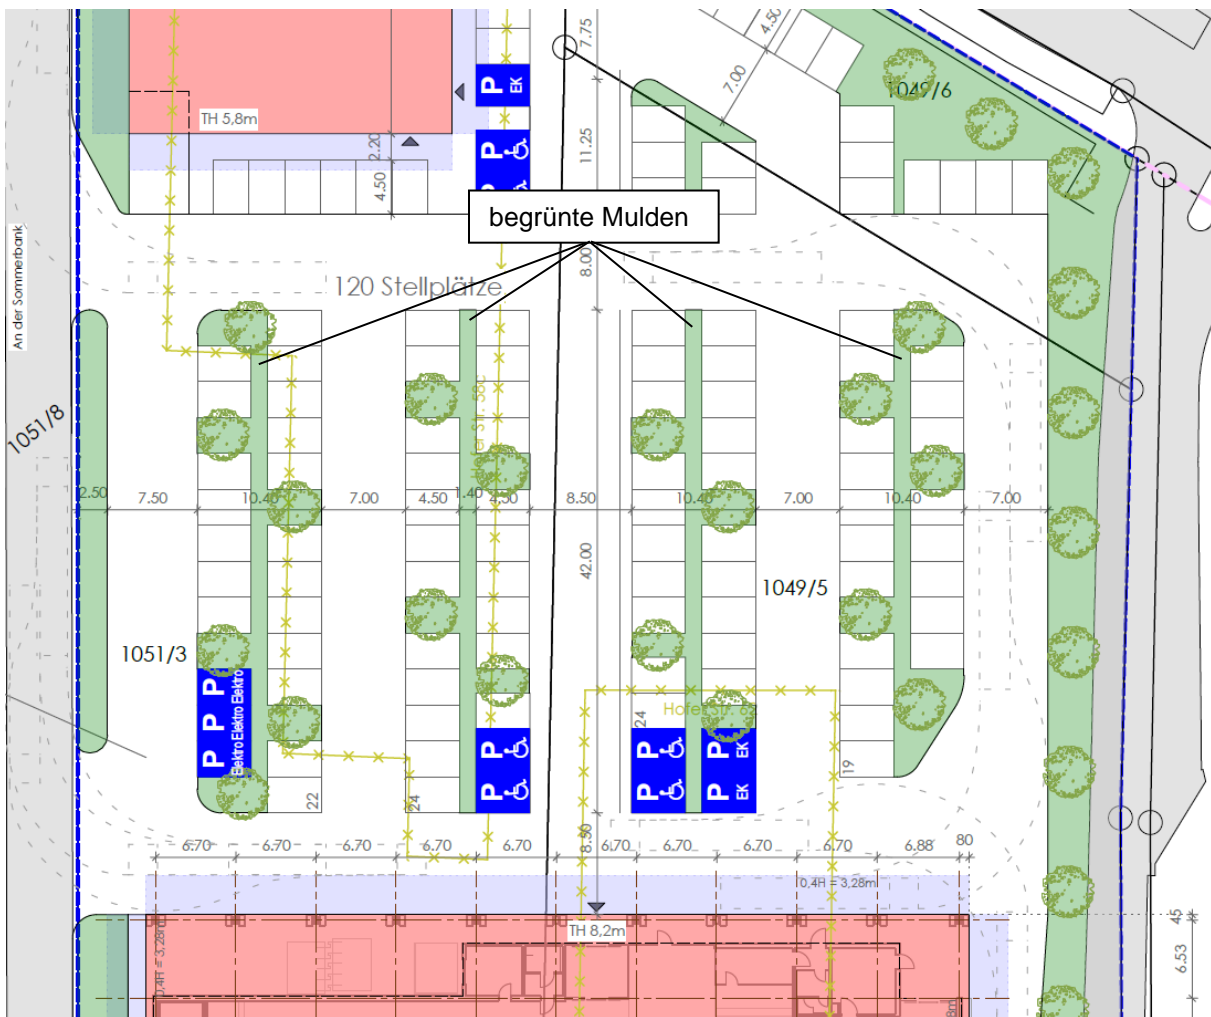 7.75
4.50
7.00
1049/6
P EK
TH 5,8m
2.20
4.50
11.25
P
P
begrünte Mulden
An der Sommerbank
8.00
120 Stellplätze
1051/8
2.50
7.50
10.40
7.00
4.50
1.40
4.50
8.50
10.40
7.00
10.40
7.00
42.00
1049/5
1051/3
P P P
Elektro Elektro Elektro
P
P
P
P
P EK
P EK
24
19
22
24
8.50
6.70
6.70
6.70
6.70
6.70
6.70
6.70
6.70
6.70
6.88
80
0,4H = 3,28m
TH 8,2m
0,4H = 3,28m
45
6.53